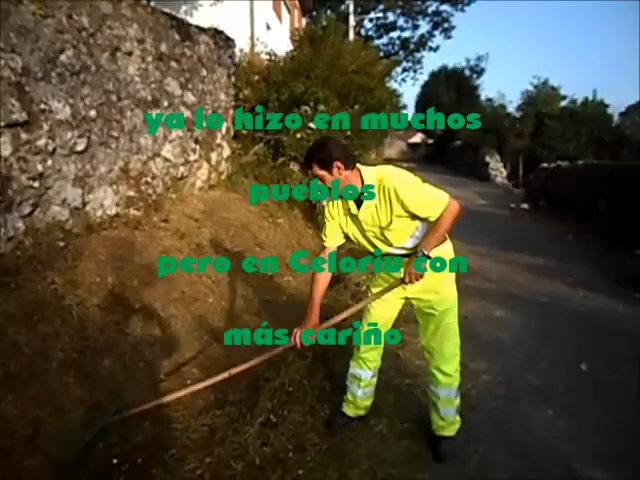 ya lo hizo en muchos
pueblos
pero en Celoriu con
más cariño